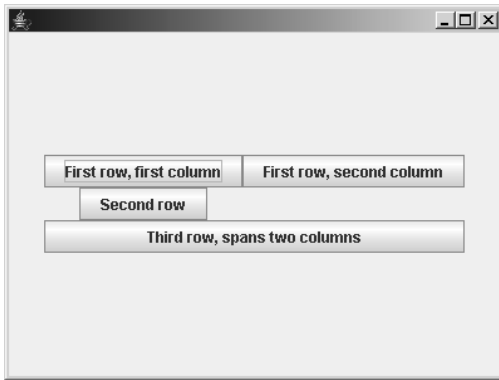 First row, first column
First row, second column
Second row
Third row, spans two columns